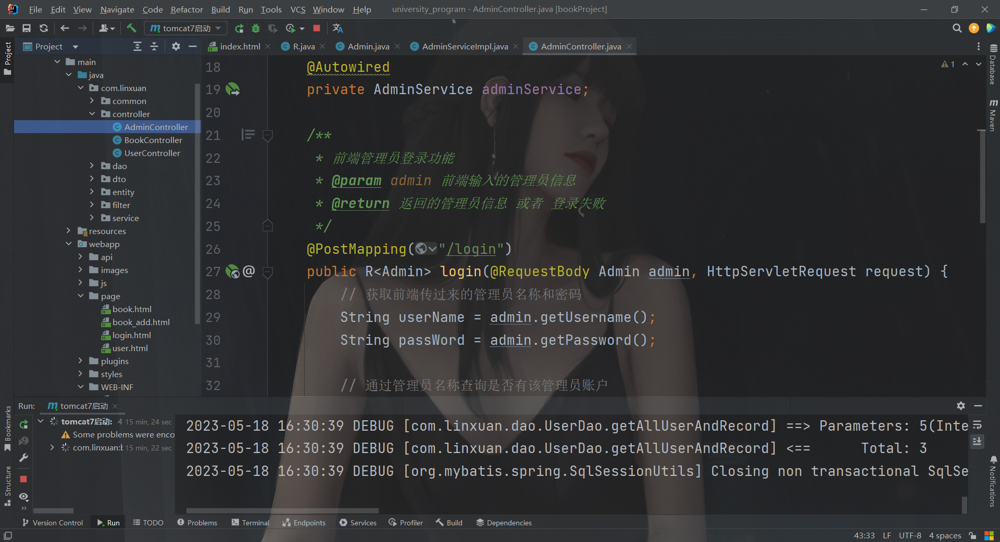 File Edit View Navigate Code Refactor Build Run Tools VCS Window Help university_program - AdminController.java [bookProject]
tomcat7启动
Project
index.html R.java Admin.java AdminServiceImpl.java AdminController.java
Project
main
java
com.linxuan
common
controller
AdminController
BookController
UserController
dao
dto
entity
filter
service
resources
webapp
api
images
js
page
book.html
book_add.html
login.html
user.html
plugins
styles
WEB-INF
18 @Autowired
19 private AdminService adminService;
20
21 /**
22 * 前端管理员登录功能
23 * @param admin 前端输入的管理员信息
24 * @return 返回的管理员信息 或者 登录失败
25 */
26 @PostMapping("/login")
27 @ public R<Admin> login(@RequestBody Admin admin, HttpServletRequest request) {
28 // 获取前端传过来的管理员名称和密码
29 String userName = admin.getUsername();
30 String passWord = admin.getPassword();
31
32 // 通过管理员名称查询是否有该管理员账户
1
Database
Maven
Notifications
Bookmarks
Structure
Run: tomcat7启动
tomcat7启动: 4 15 min, 24 sec
Some problems were enco
com.linxuan:b 15 min, 22 sec
2023-05-18 16:30:39 DEBUG [com.linxuan.dao.UserDao.getAllUserAndRecord] ==> Parameters: 5(Inte
2023-05-18 16:30:39 DEBUG [com.linxuan.dao.UserDao.getAllUserAndRecord] <== Total: 3
2023-05-18 16:30:39 DEBUG [org.mybatis.spring.SqlSessionUtils] Closing non transactional SqlSe
Version Control Run TODO Problems Terminal Endpoints Services Profiler Build Dependencies
43:33 LF UTF-8 4 spaces